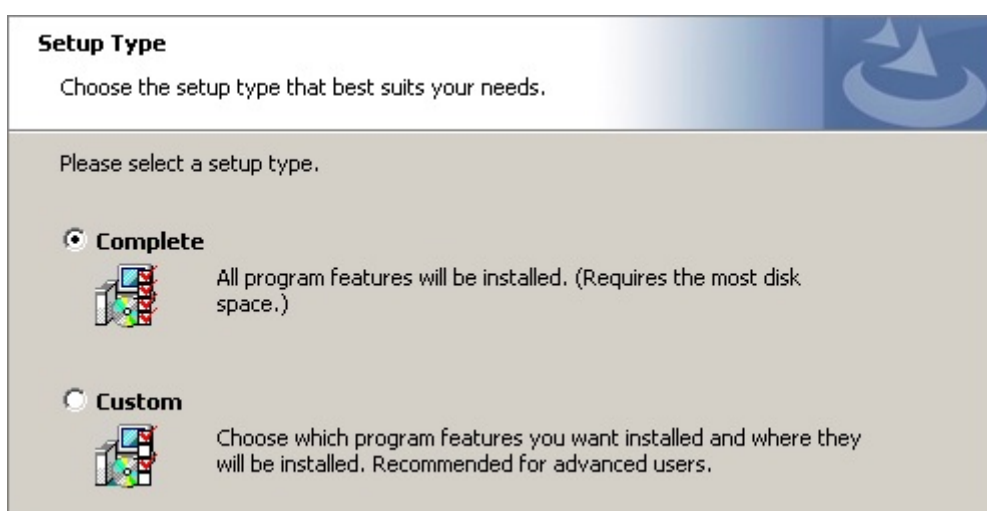 Setup Type
Choose the setup type that best suits your needs.
Please select a setup type.
Complete
All program features will be installed. (Requires the most disk
space.)
Custom
Choose which program features you want installed and where they
will be installed. Recommended for advanced users.